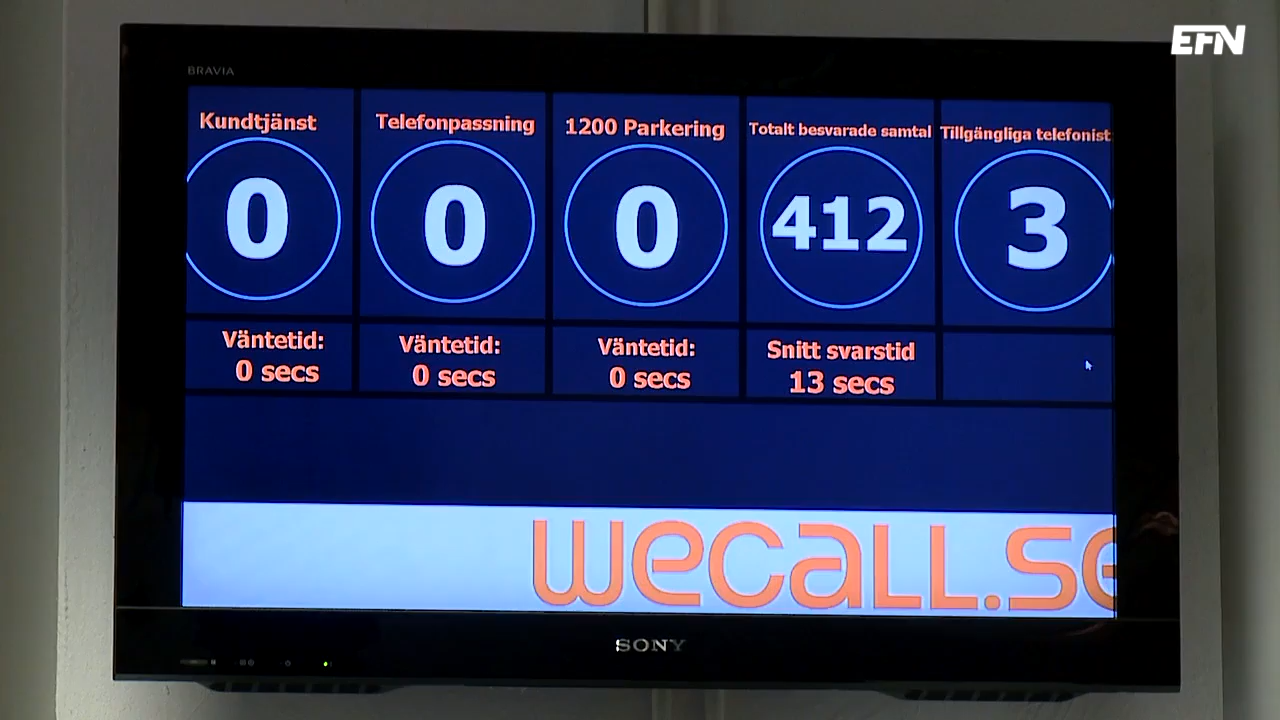 EFN
BRAVIA
Kundtjänst
0
Väntetid:
0 secs
Telefonpassning
0
Väntetid:
0 secs
1200 Parkering
0
Väntetid:
0 secs
Totalt besvarade samtal
412
Snitt svarstid
13 secs
Tillgängliga telefonist
3
wecall.se
SONY